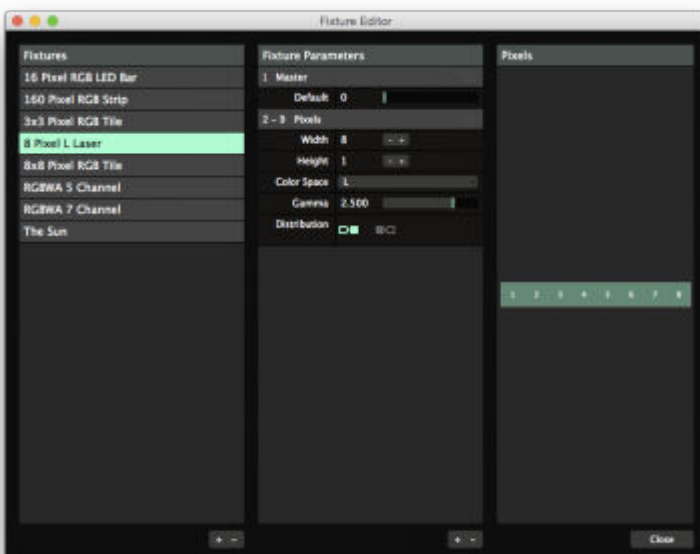 Fixture Editor
Fixtures
16 Pixel RGB LED Bar
160 Pixel RGB Strip
3x3 Pixel RGB Tile
8 Pixel L Laser
8x8 Pixel RGB Tile
RGBWA 5 Channel
RGBWA 7 Channel
The Sun
+ -
Fixture Parameters
1 Master
Default 0
2 - 9 Pixels
Width 8 - +
Height 1 - +
Color Space L
Gamma 2.500
Distribution
+ -
Pixels
1 2 3 4 5 6 7 8
Close